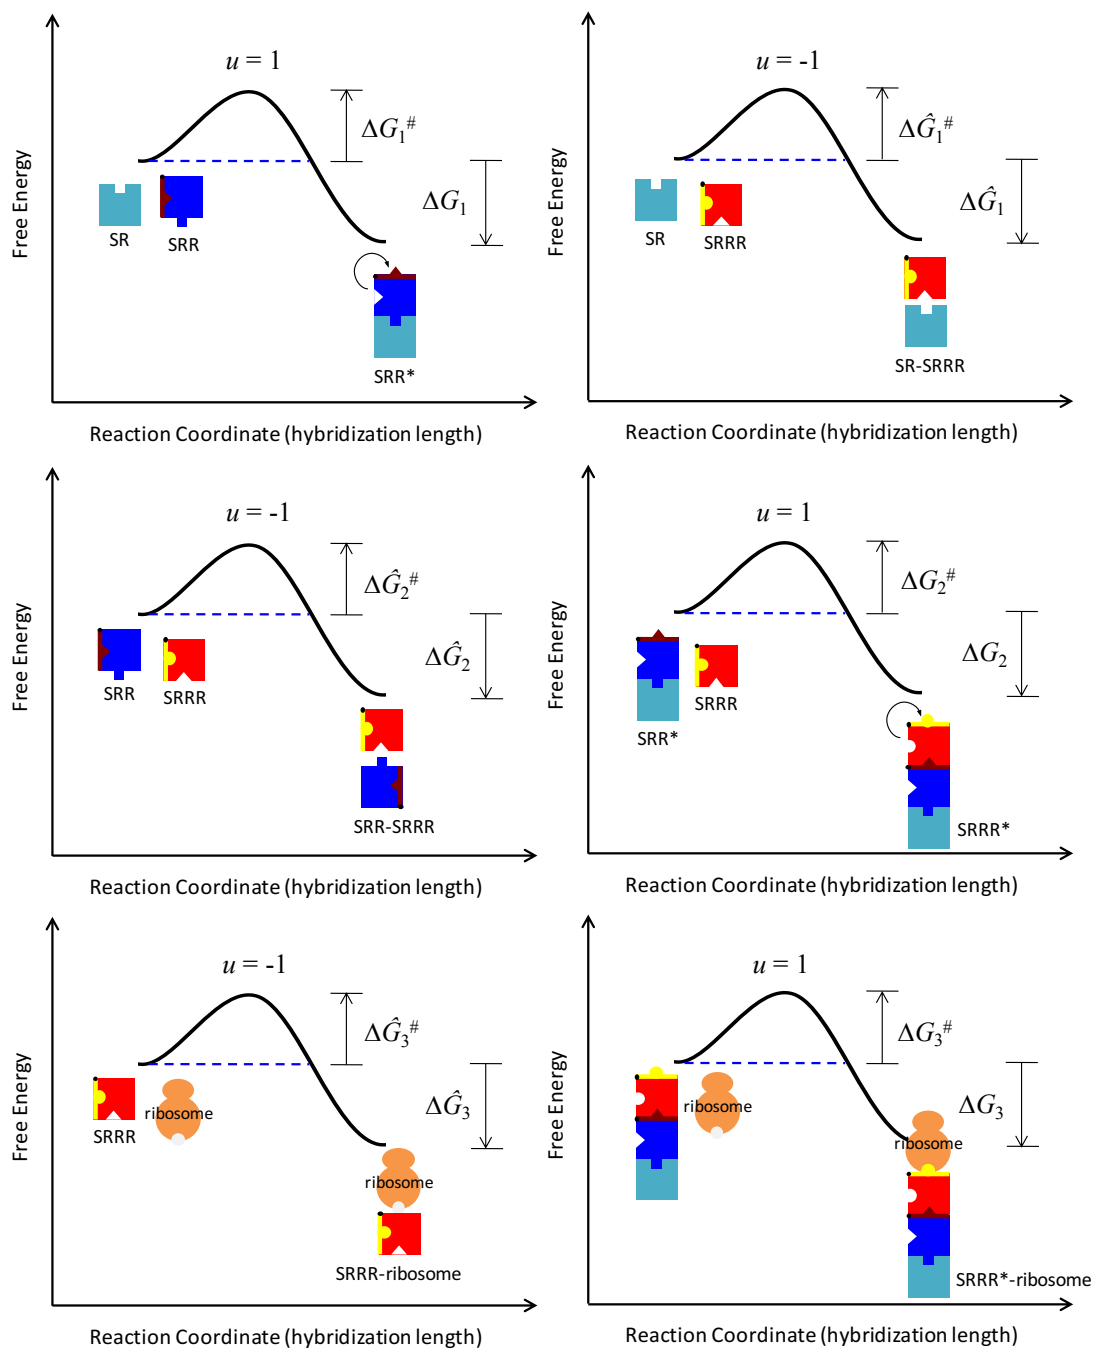 u = 1
ΔG₁#
ΔG₁
SR
SRR
SRR*
Free Energy
Reaction Coordinate (hybridization length)
u = -1
ΔĜ₁#
ΔĜ₁
SR
SRRR
SR-SRRR
Free Energy
Reaction Coordinate (hybridization length)
u = -1
ΔĜ₂#
ΔĜ₂
SRR
SRRR
SRR-SRRR
Free Energy
Reaction Coordinate (hybridization length)
u = 1
ΔG₂#
ΔG₂
SRRR
SRR*
SRRR*
Free Energy
Reaction Coordinate (hybridization length)
u = -1
ΔĜ₃#
ΔĜ₃
ribosome
SRRR
ribosome
SRRR-ribosome
Free Energy
Reaction Coordinate (hybridization length)
u = 1
ΔG₃#
ΔG₃
ribosome
ribosome
SRRR*-ribosome
Free Energy
Reaction Coordinate (hybridization length)